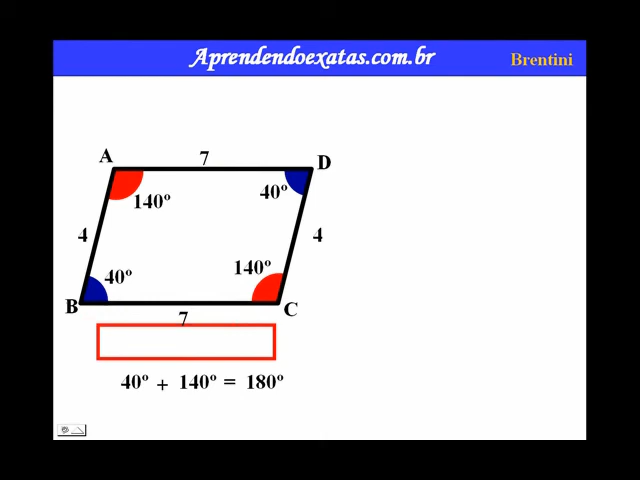 Aprendendoexatas.com.br Brentini
A 7 D
140º 40º
4 4
40º 140º
B 7 C
40º + 140º = 180º